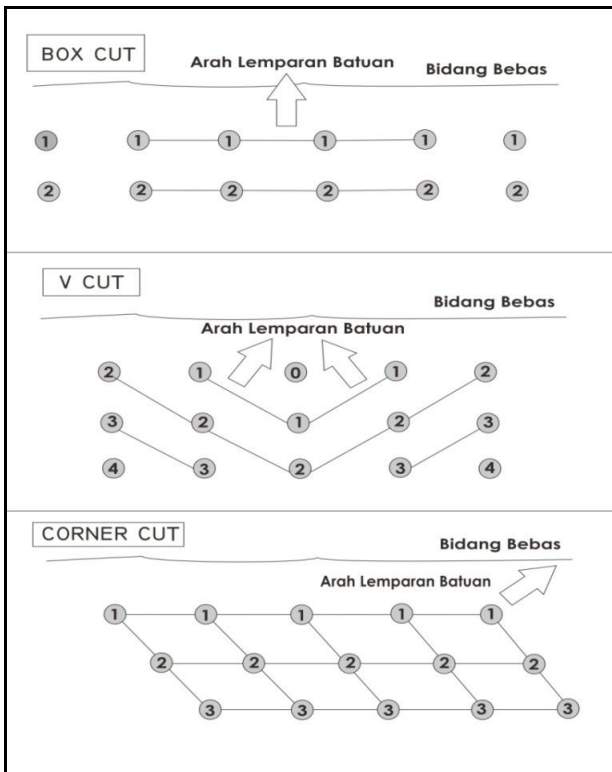 BOX CUT
Arah Lemparan Batuan
Bidang Bebas
1 1 1 1 1 1
2 2 2 2 2 2
V CUT
Bidang Bebas
Arah Lemparan Batuan
2 1 0 1 2
3 2 1 2 3
4 3 2 3 4
CORNER CUT
Bidang Bebas
Arah Lemparan Batuan
1 1 1 1 1
2 2 2 2 2
3 3 3 3 3